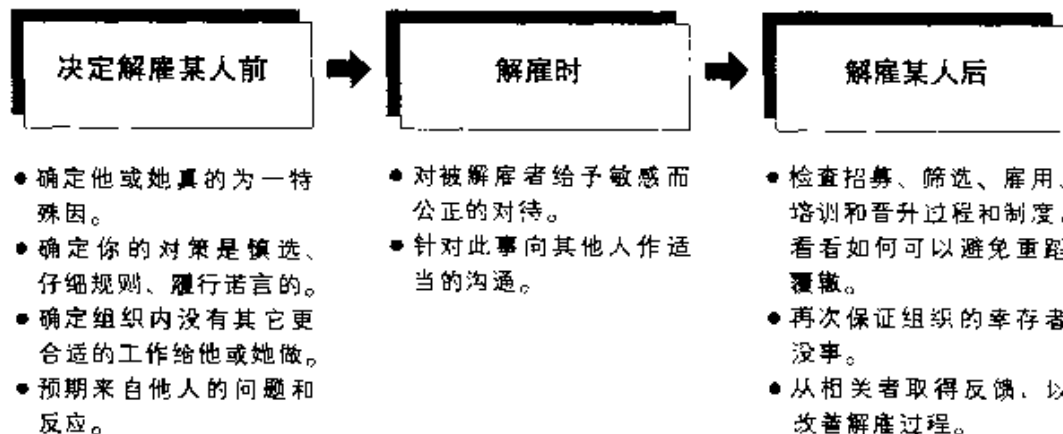 决定解雇某人前
解雇时
解雇某人后
●确定他或她真的为一特
殊因。
●确定你的对策是慎选、
仔细规则、履行诺言的。
●确定组织内没有其它更
合适的工作给他或她做。
●预期来自他人的问题和
反应。
●对被解雇者给予敏感而
公正的对待。
●针对此事向其他人作适
当的沟通。
●检查招募、筛选、雇用、
培训和晋升过程和制度。
看看如何可以避免重蹈
覆辙。
●再次保证组织的幸存者
没事。
●从相关者取得反馈、以
改善解雇过程。